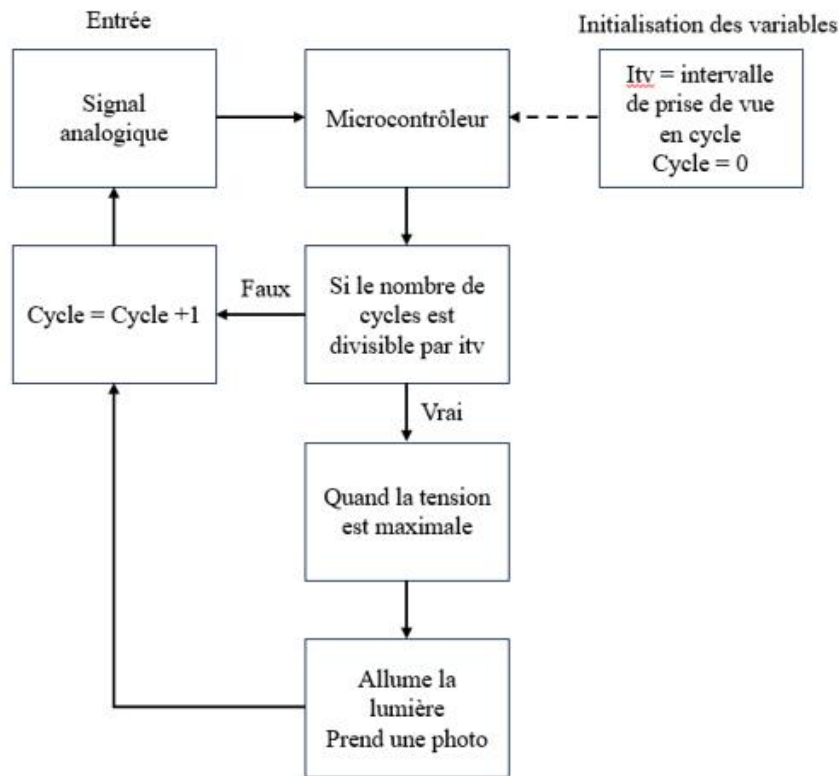 Entrée
Initialisation des variables
Signal
analogique
Microcontrôleur
Itv = intervalle
de prise de vue
en cycle
Cycle = 0
Cycle = Cycle +1
Faux
Si le nombre de
cycles est
divisible par itv
Vrai
Quand la tension
est maximale
Allume la
lumière
Prend une photo